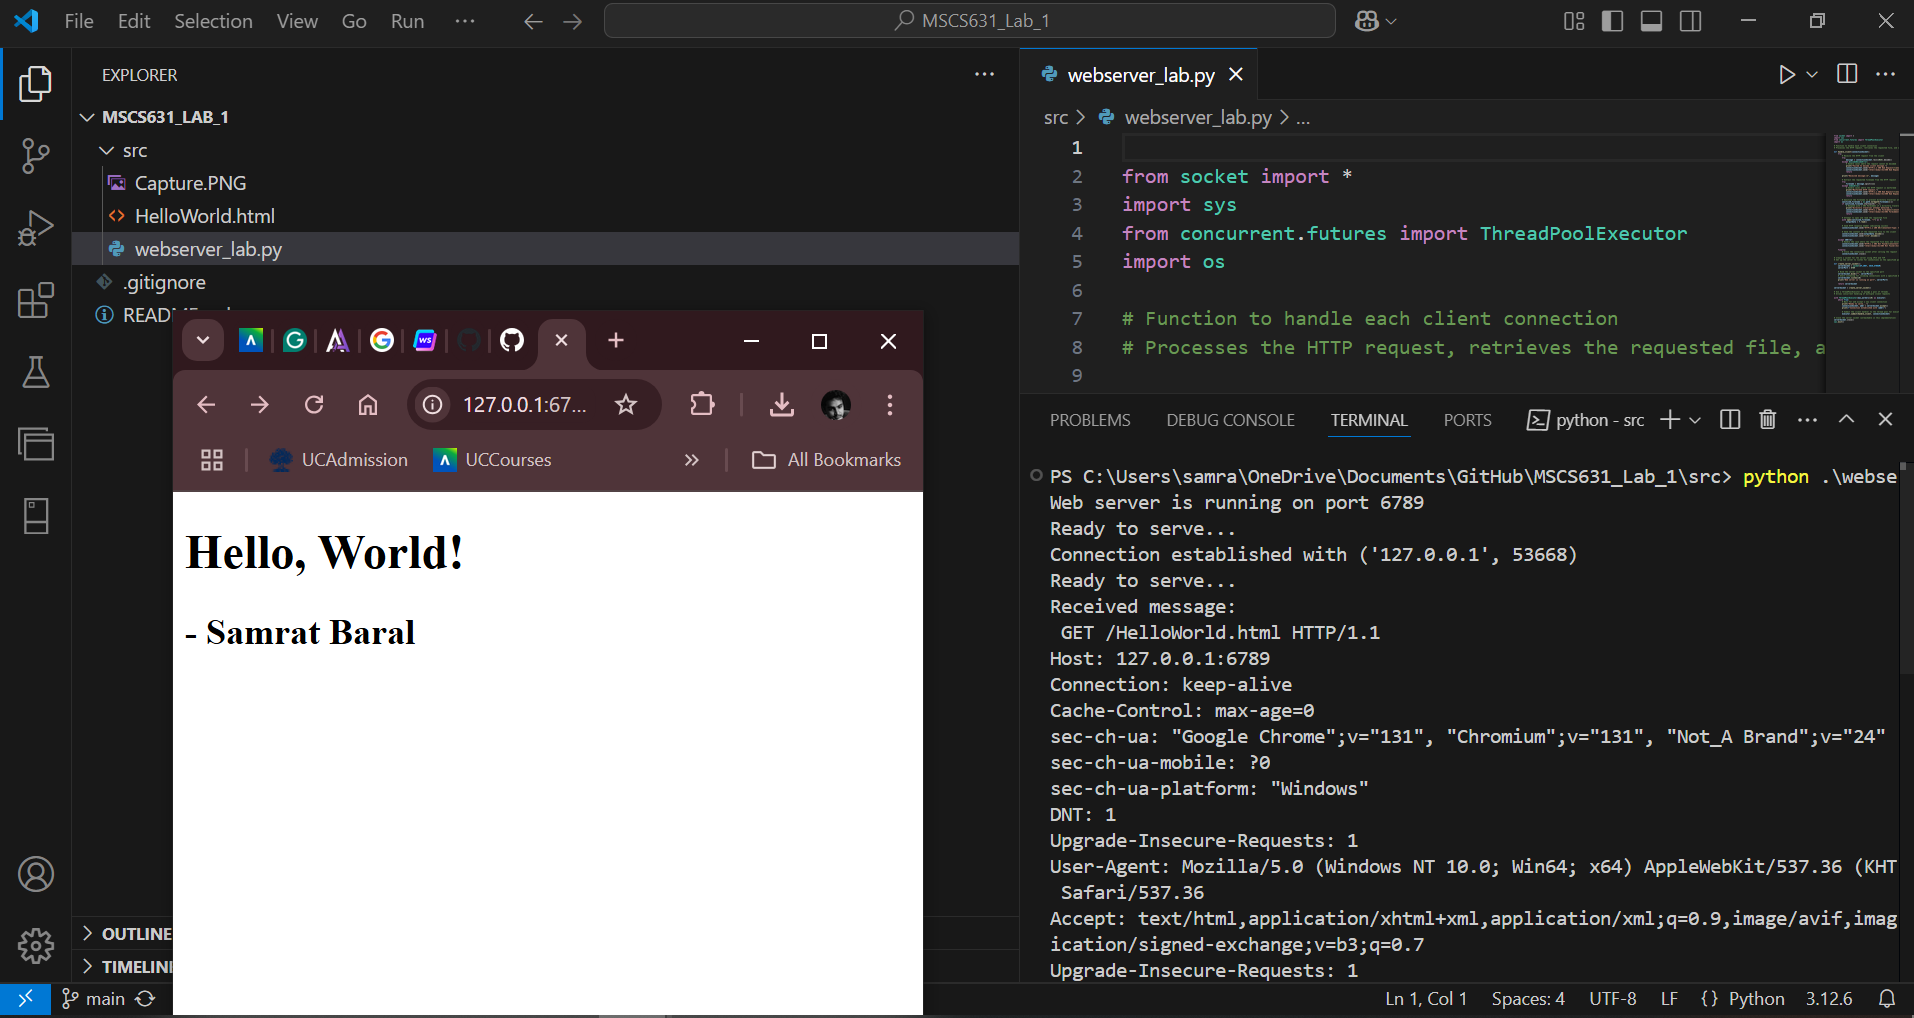 File Edit Selection View Go Run
MSCS631_Lab_1
EXPLORER
MSCS631_LAB_1
src
Capture.PNG
HelloWorld.html
webserver_lab.py
.gitignore
webserver_lab.py
src > webserver_lab.py > ...
1
2 from socket import *
3 import sys
4 from concurrent.futures import ThreadPoolExecutor
5 import os
6
7 # Function to handle each client connection
8 # Processes the HTTP request, retrieves the requested file, a
9
PROBLEMS DEBUG CONSOLE TERMINAL PORTS python - src
PS C:\Users\samra\OneDrive\Documents\GitHub\MSCS631_Lab_1\src> python .\webse
Web server is running on port 6789
Ready to serve...
Connection established with ('127.0.0.1', 53668)
Ready to serve...
Received message:
GET /HelloWorld.html HTTP/1.1
Host: 127.0.0.1:6789
Connection: keep-alive
Cache-Control: max-age=0
sec-ch-ua: "Google Chrome";v="131", "Chromium";v="131", "Not_A Brand";v="24"
sec-ch-ua-mobile: ?0
sec-ch-ua-platform: "Windows"
DNT: 1
Upgrade-Insecure-Requests: 1
User-Agent: Mozilla/5.0 (Windows NT 10.0; Win64; x64) AppleWebKit/537.36 (KHT
Safari/537.36
Accept: text/html,application/xhtml+xml,application/xml;q=0.9,image/avif,imag
ication/signed-exchange;v=b3;q=0.7
Upgrade-Insecure-Requests: 1
127.0.0.1:67...
UCAdmission UCCourses All Bookmarks
Hello, World!
- Samrat Baral
OUTLINE
TIMELINE
main
Ln 1, Col 1 Spaces: 4 UTF-8 LF {} Python 3.12.6